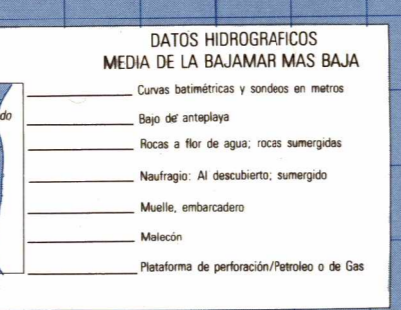 DATOS HIDROGRAFICOS
MEDIA DE LA BAJAMAR MAS BAJA
do
Curvas batimétricas y sondeos en metros
Bajo de anteplaya
Rocas a flor de agua; rocas sumergidas
Naufragio: Al descubierto; sumergido
Muelle, embarcadero
Malecón
Plataforma de perforación/Petroleo o de Gas